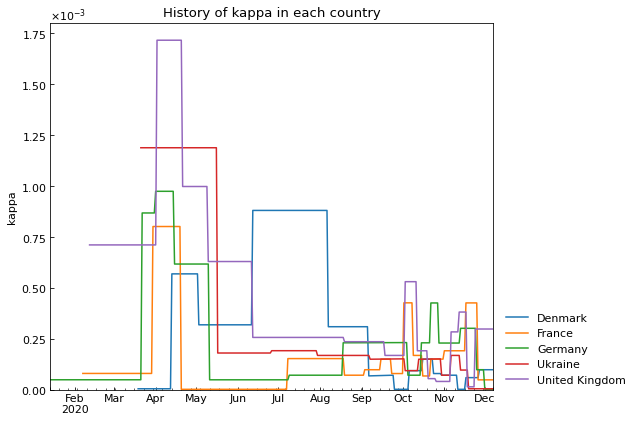 History of kappa in each country
×10⁻³
1.75
1.50
1.25
1.00
0.75
0.50
0.25
0.00
kappa
Feb Mar Apr May Jun Jul Aug Sep Oct Nov Dec
2020
Denmark
France
Germany
Ukraine
United Kingdom